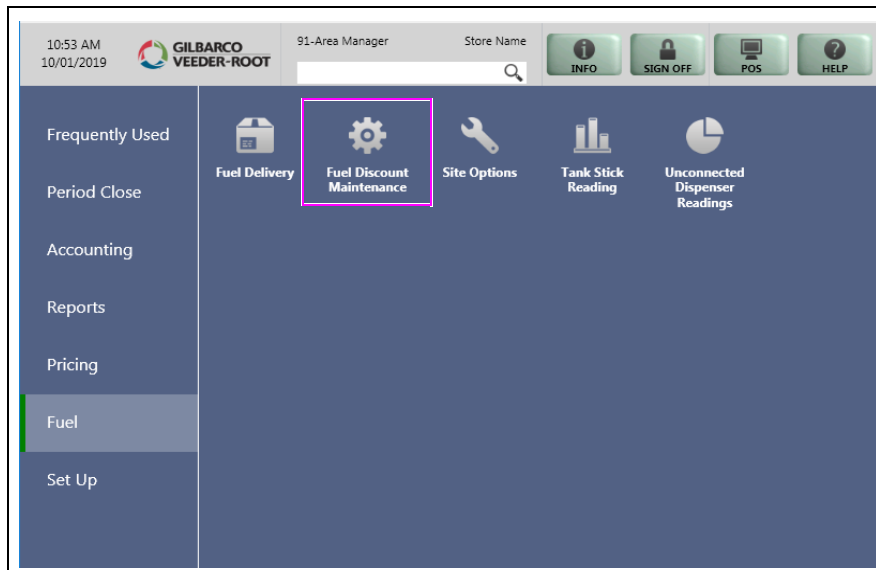 10:53 AM
10/01/2019
GILBARCO
VEEDER-ROOT
91-Area Manager
Store Name
INFO
SIGN OFF
POS
HELP
Frequently Used
Period Close
Accounting
Reports
Pricing
Fuel
Set Up
Fuel Delivery
Fuel Discount
Maintenance
Site Options
Tank Stick
Reading
Unconnected
Dispenser
Readings